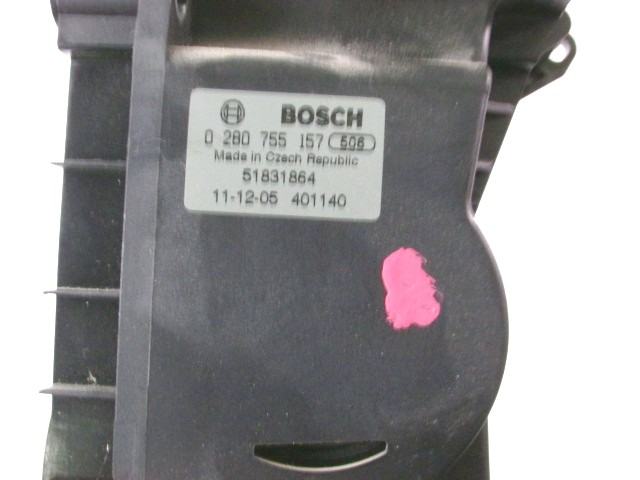 BOSCH
0 280 755 157 506
Made in Czech Republic
51831864
11-12-05 401140